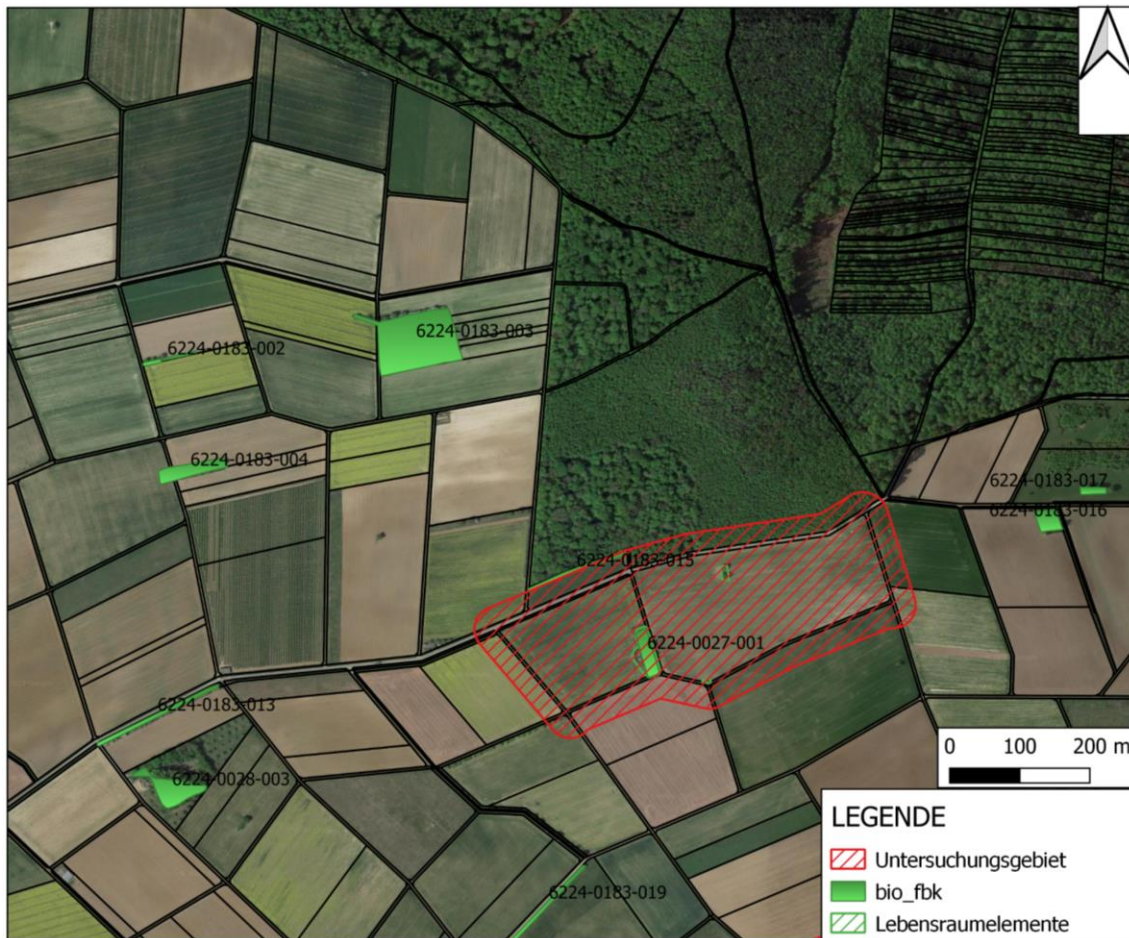 6224-0183-003
6224-0183-002
6224-0183-004
6224-0183-017
6224-0183-016
6224-0183-015
6224-0027-001
6224-0183-013
6224-0028-003
6224-0183-019
0 100 200 m
LEGENDE
Untersuchungsgebiet
bio_fbk
Lebensraumelemente